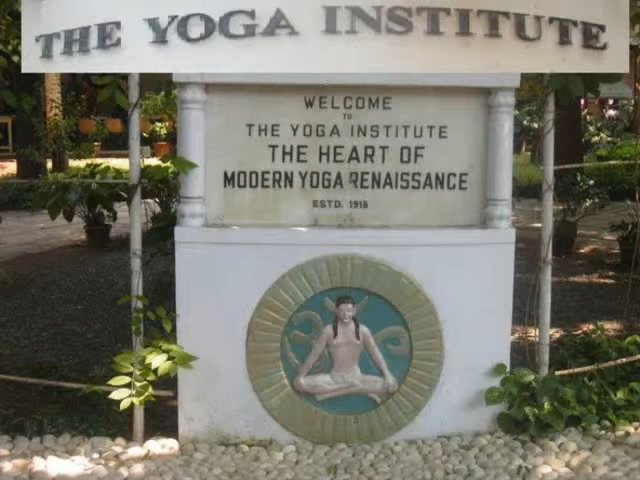 THE YOGA INSTITUTE
WELCOME
TO
THE YOGA INSTITUTE
THE HEART OF
MODERN YOGA RENAISSANCE
ESTD. 1918